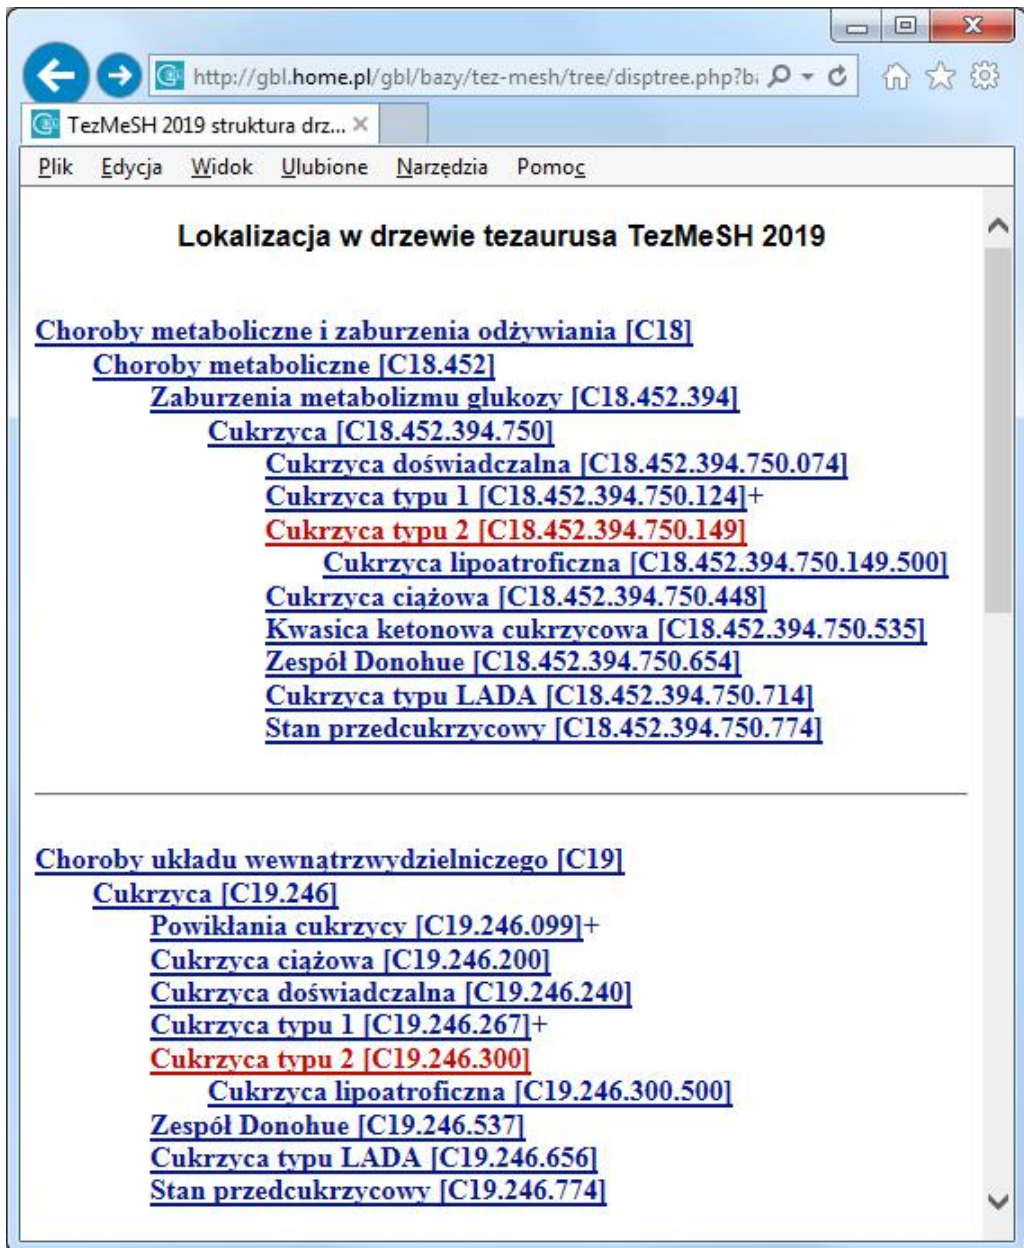 http://gbl.home.pl/gbl/bazy/tez-mesh/tree/disptree.php?b
TezMeSH 2019 struktura drz...
Plik Edycja Widok Ulubione Narzędzia Pomoc
Lokalizacja w drzewie tezaurusa TezMeSH 2019
Choroby metaboliczne i zaburzenia odżywiania [C18]
Choroby metaboliczne [C18.452]
Zaburzenia metabolizmu glukozy [C18.452.394]
Cukrzyca [C18.452.394.750]
Cukrzyca doświadczalna [C18.452.394.750.074]
Cukrzyca typu 1 [C18.452.394.750.124]+
Cukrzyca typu 2 [C18.452.394.750.149]
Cukrzyca lipoatroficzna [C18.452.394.750.149.500]
Cukrzyca ciążowa [C18.452.394.750.448]
Kwasica ketonowa cukrzycowa [C18.452.394.750.535]
Zespół Donohue [C18.452.394.750.654]
Cukrzyca typu LADA [C18.452.394.750.714]
Stan przedcukrzycowy [C18.452.394.750.774]
Choroby układu wewnątrzwydzielniczego [C19]
Cukrzyca [C19.246]
Powikłania cukrzycy [C19.246.099]+
Cukrzyca ciążowa [C19.246.200]
Cukrzyca doświadczalna [C19.246.240]
Cukrzyca typu 1 [C19.246.267]+
Cukrzyca typu 2 [C19.246.300]
Cukrzyca lipoatroficzna [C19.246.300.500]
Zespół Donohue [C19.246.537]
Cukrzyca typu LADA [C19.246.656]
Stan przedcukrzycowy [C19.246.774]